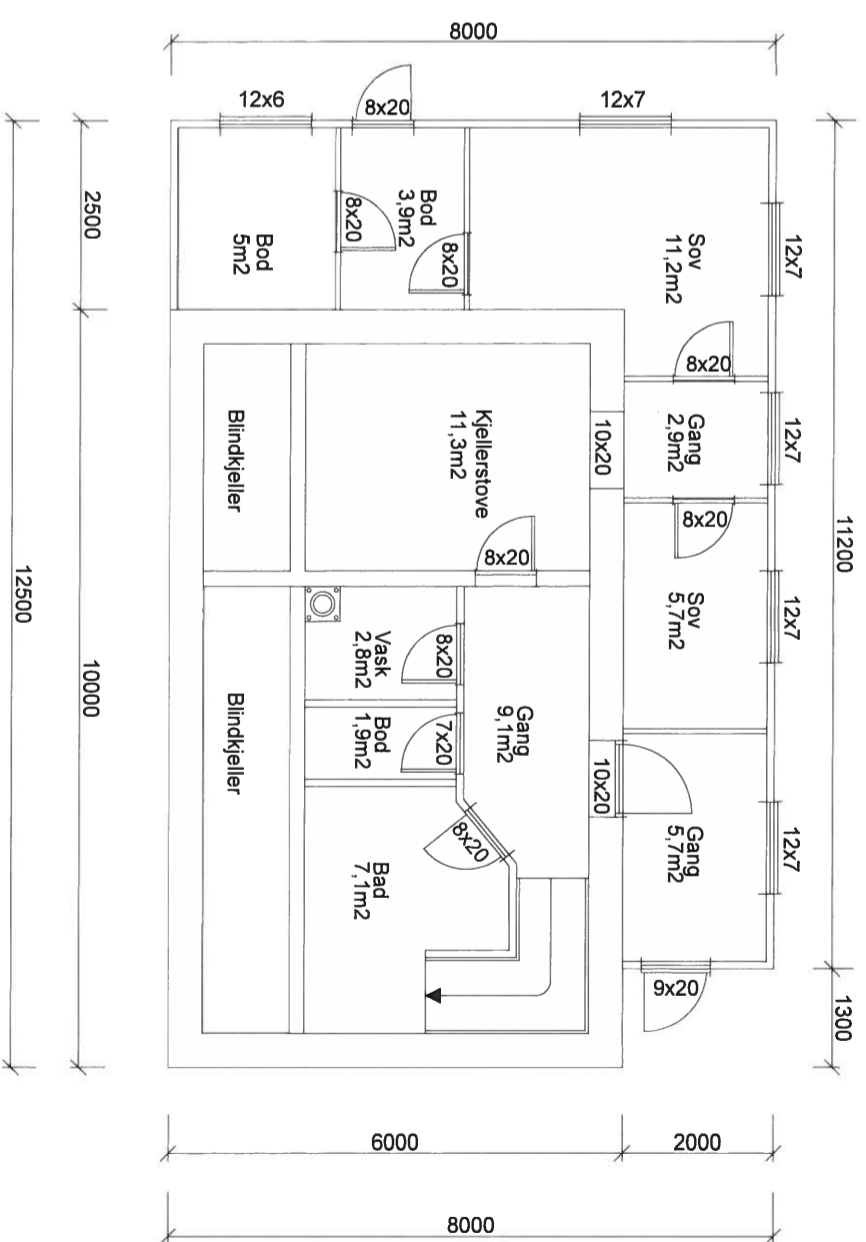 8000
12x6
8x20
12x7
2500
10000
12500
11200
1300
Bod
5m2
8x20
Bod
3,9m2
8x20
Sov
11,2m2
12x7
8x20
Gang
2,9m2
12x7
10x20
8x20
Kjellerstove
11,3m2
8x20
Blindkjeller
Sov
5,7m2
12x7
Vask
2,8m2
8x20
Bod
1,9m2
7x20
Gang
9,1m2
10x20
Blindkjeller
Bad
7,1m2
8x20
Gang
5,7m2
12x7
9x20
6000
2000
8000